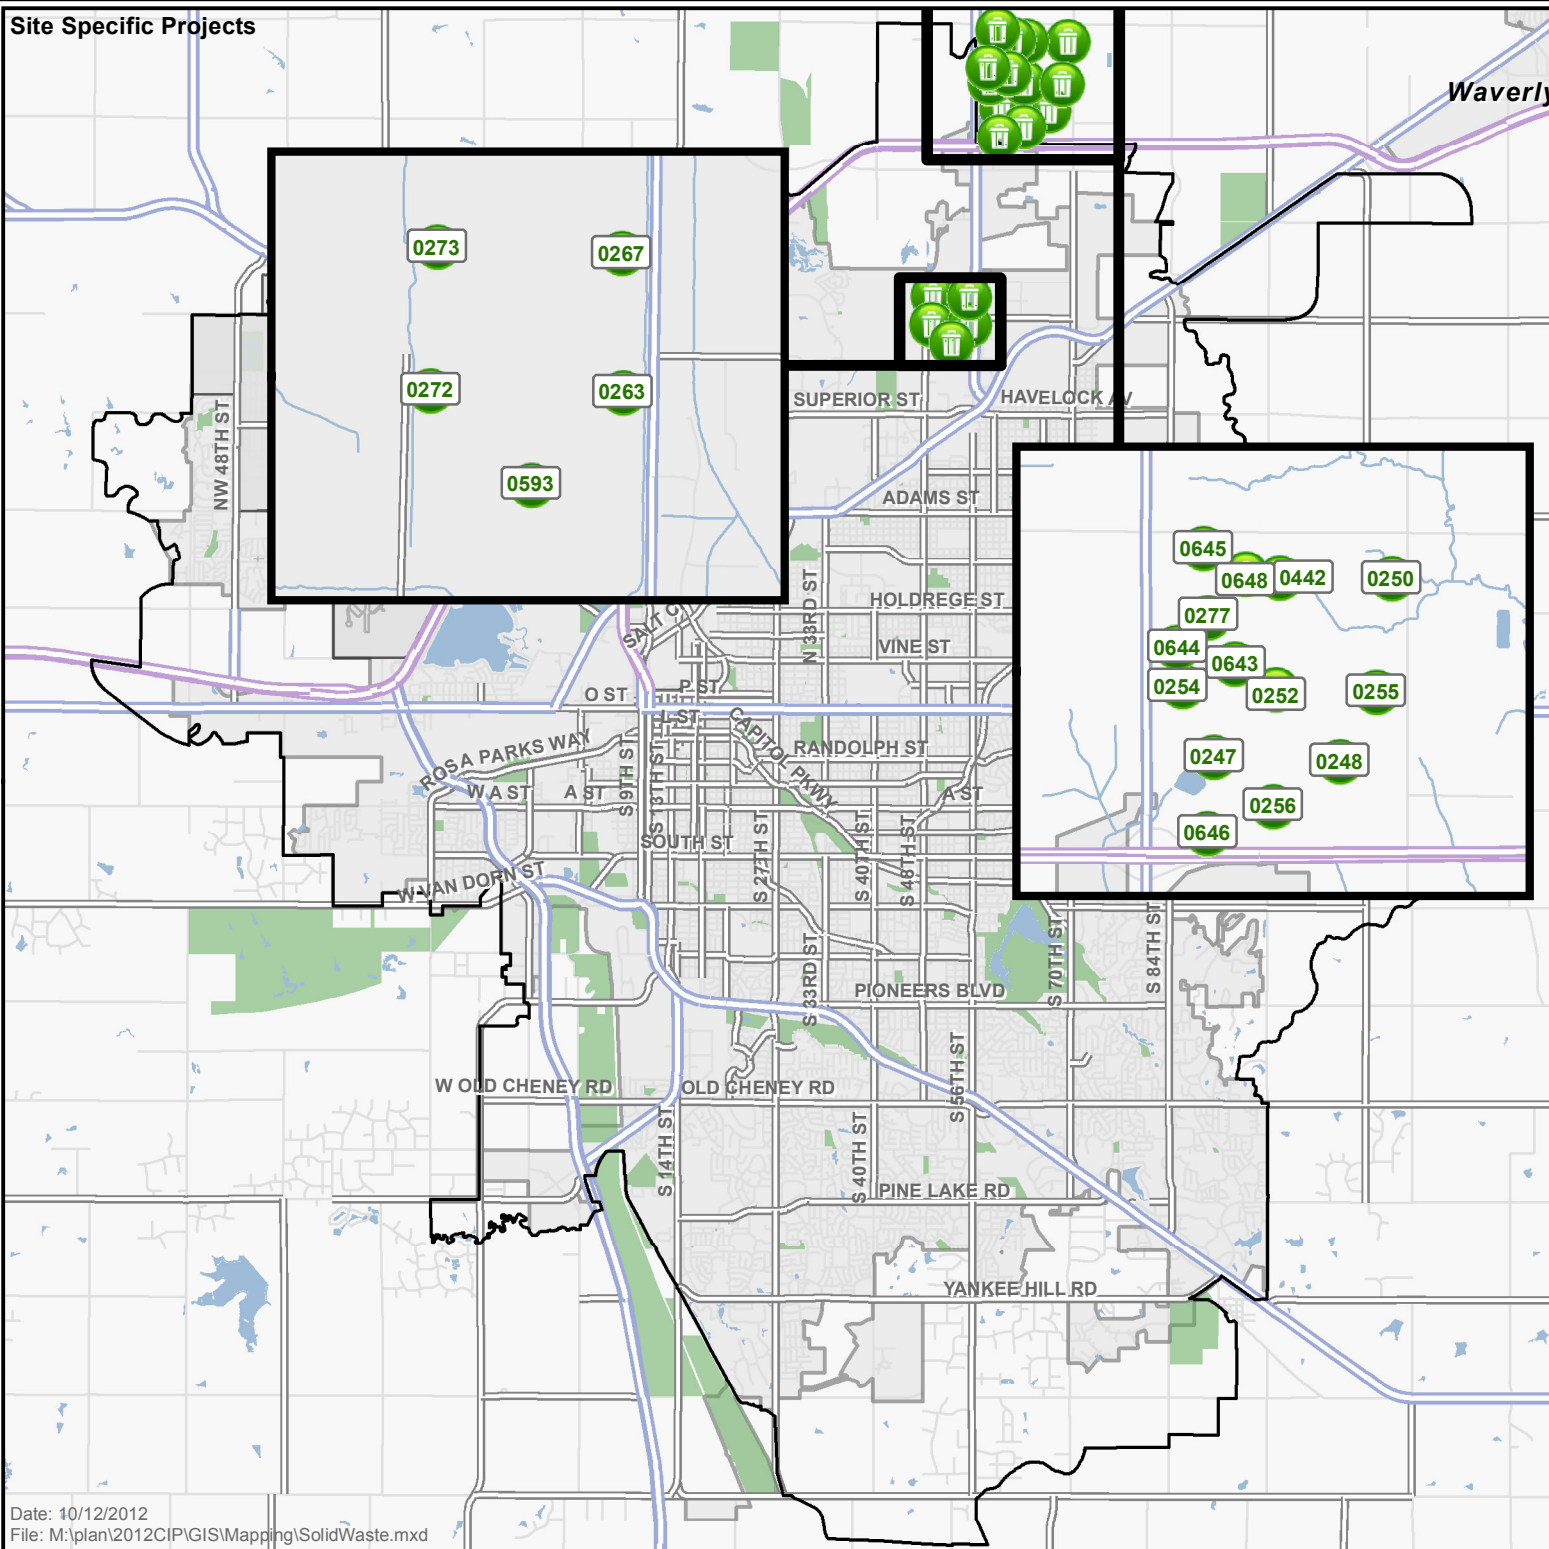 Site Specific Projects
Waverly
0273
0267
0272
0263
0593
NW 48TH ST
SUPERIOR ST
HAVELOCK AV
ADAMS ST
N 33RD ST
HOLDREGE ST
VINE ST
0645
0648
0442
0250
0277
0644
0643
0254
0252
0255
0247
0248
0256
0646
O ST
P ST
L ST
CAPITOL PKWY
ROSA PARKS WAY
RANDOLPH ST
W A ST
A ST
S 9TH ST
S 13TH ST
A ST
SOUTH ST
S 27TH ST
S 40TH ST
S 48TH ST
W VAN DORN ST
S 33RD ST
S 70TH ST
S 84TH ST
PIONEERS BLVD
W OLD CHENEY RD
OLD CHENEY RD
S 56TH ST
S 14TH ST
S 40TH ST
PINE LAKE RD
YANKEE HILL RD
Date: 10/12/2012
File: M:\plan\2012CIP\GIS\Mapping\SolidWaste.mxd